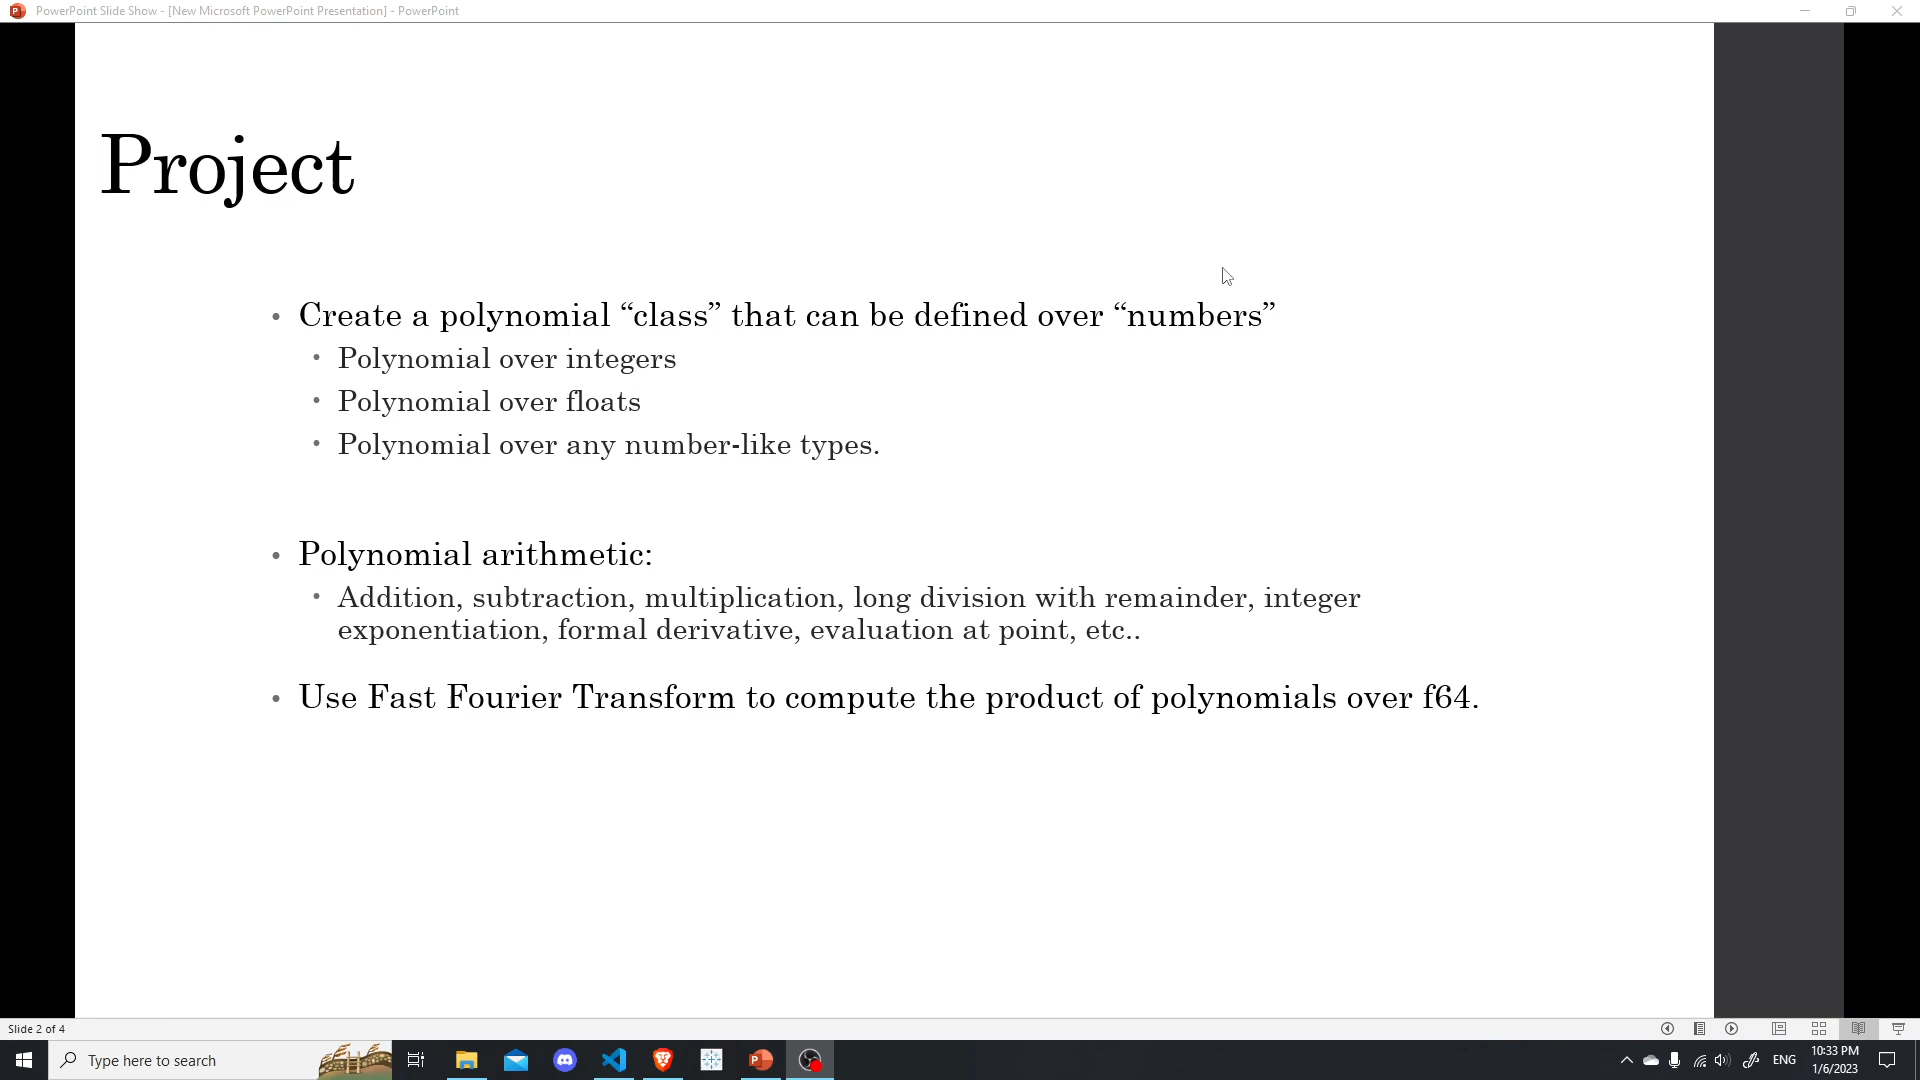 PowerPoint Slide Show - [New Microsoft PowerPoint Presentation] - PowerPoint
Project
• Create a polynomial “class” that can be defined over “numbers”
• Polynomial over integers
• Polynomial over floats
• Polynomial over any number-like types.
• Polynomial arithmetic:
• Addition, subtraction, multiplication, long division with remainder, integer
exponentiation, formal derivative, evaluation at point, etc..
• Use Fast Fourier Transform to compute the product of polynomials over f64.
Slide 2 of 4
Type here to search
ENG
10:33 PM
1/6/2023